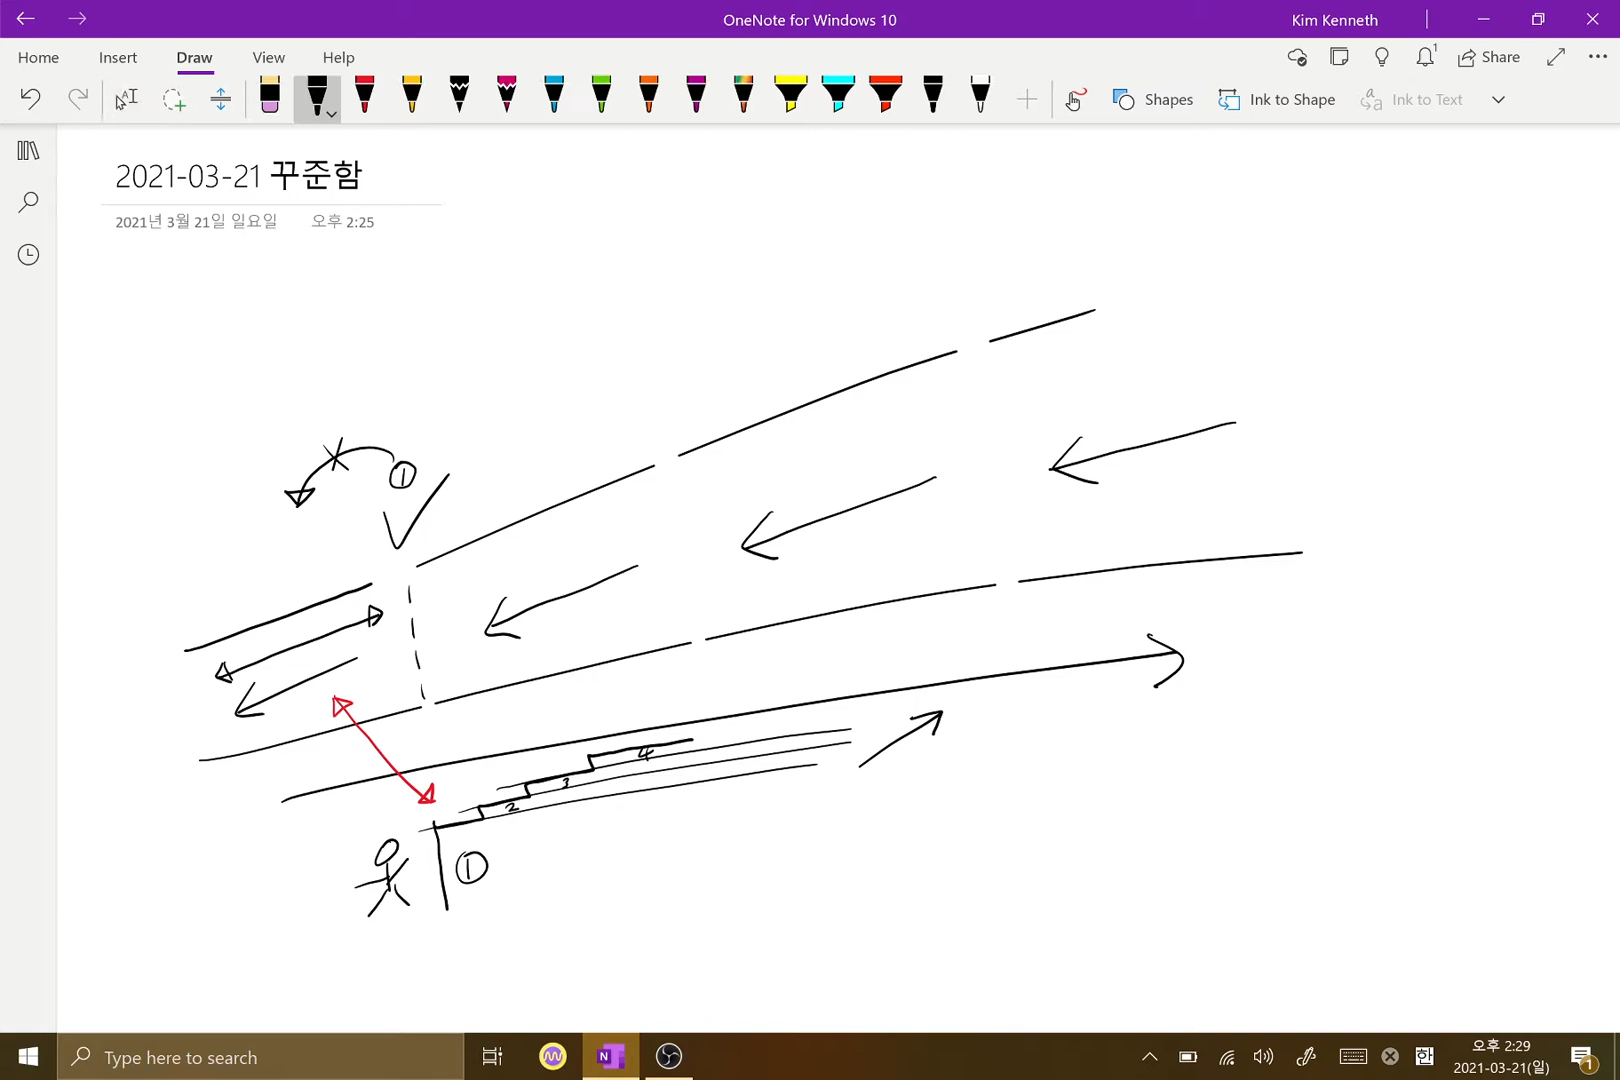 OneNote for Windows 10
Kim Kenneth
Home
Insert
Draw
View
Help
1
Share
Shapes
Ink to Shape
Ink to Text
2021-03-21 꾸준함
2021년 3월 21일 일요일 오후 2:25
①
4
3
2
①
Type here to search
N
한
오후 2:29
2021-03-21(일)
1